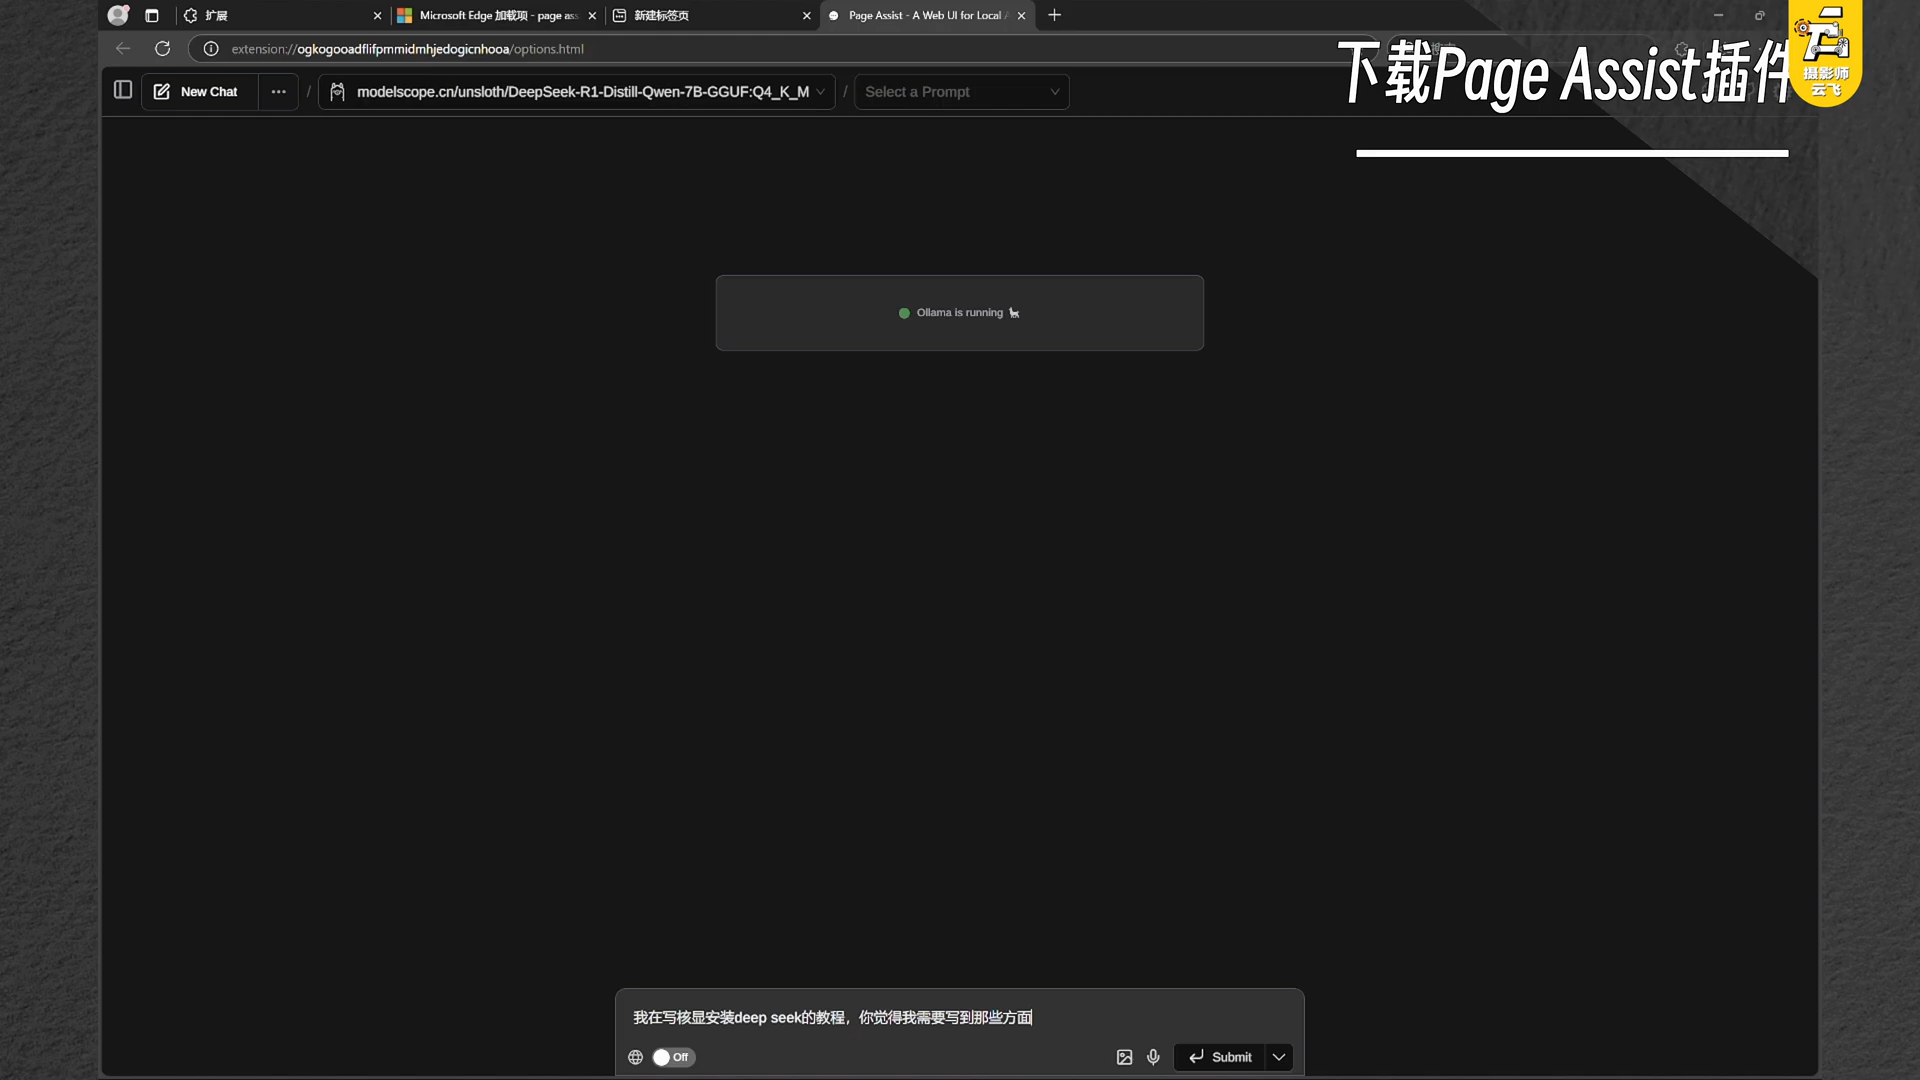 扩展
Microsoft Edge 加载项 - page as
新建标签页
Page Assist - A Web UI for Local
extension://ogkogooadflifpmmidmhjedogicnhooa/options.html
下载Page Assist插件
摄影师
云飞
New Chat
/
modelscope.cn/unsloth/DeepSeek-R1-Distill-Qwen-7B-GGUF:Q4_K_M
/
Select a Prompt
Ollama is running
我在写核显安装deep seek的教程，你觉得我需要写到那些方面
Off
Submit